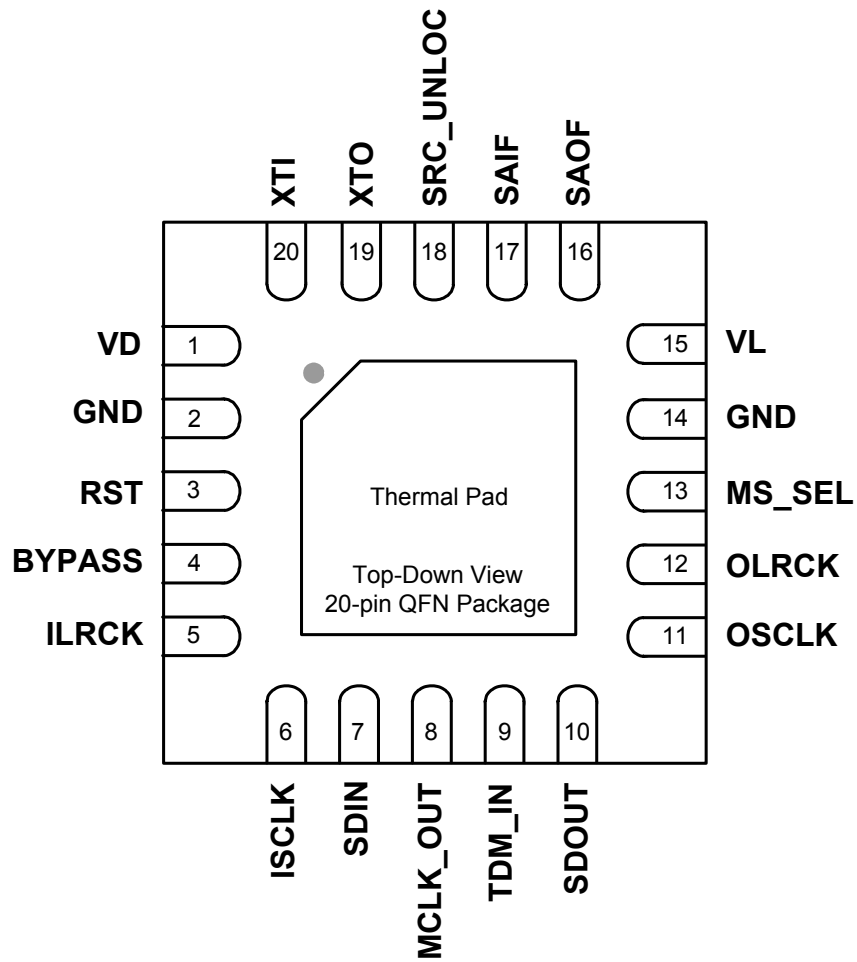 XTI
XTO
SRC_UNLOC
SAIF
SAOF
20
19
18
17
16
VD
1
15
VL
GND
2
14
GND
RST
3
13
MS_SEL
BYPASS
4
12
OLRCK
ILRCK
5
11
OSCLK
Thermal Pad
Top-Down View
20-pin QFN Package
6
7
8
9
10
ISCLK
SDIN
MCLK_OUT
TDM_IN
SDOUT